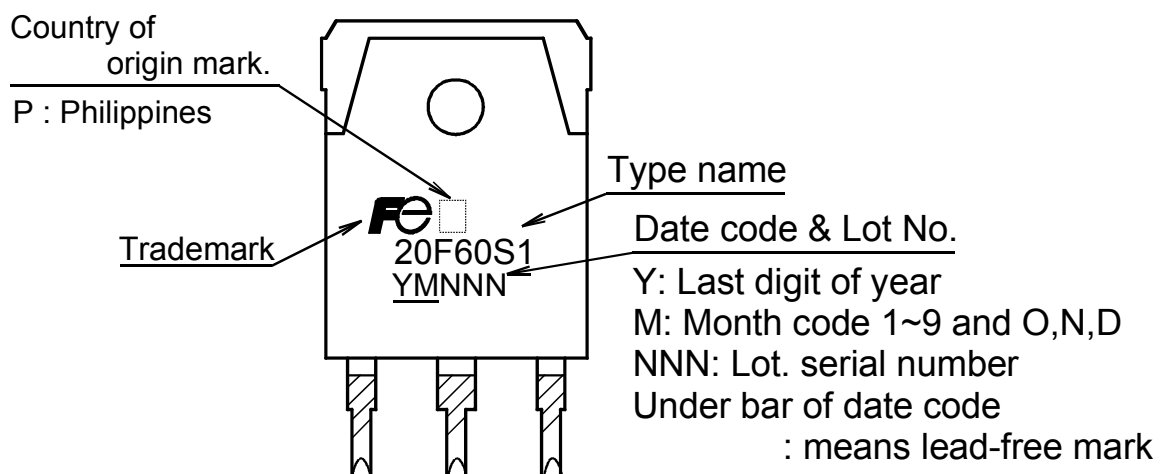 Country of
origin mark.
P : Philippines
Trademark
Fe
20F60S1
YMNNN
Type name
Date code & Lot No.
Y: Last digit of year
M: Month code 1~9 and O,N,D
NNN: Lot. serial number
Under bar of date code
: means lead-free mark